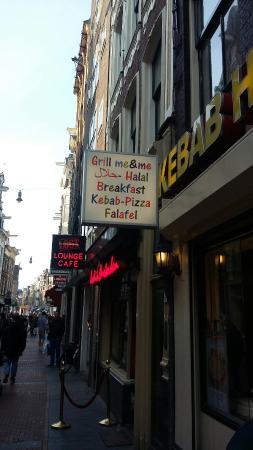 Grill me&me
حلال - Halal
Breakfast
Kebab-Pizza
Falafel
KEBAB H
LOUNGE
CAFE